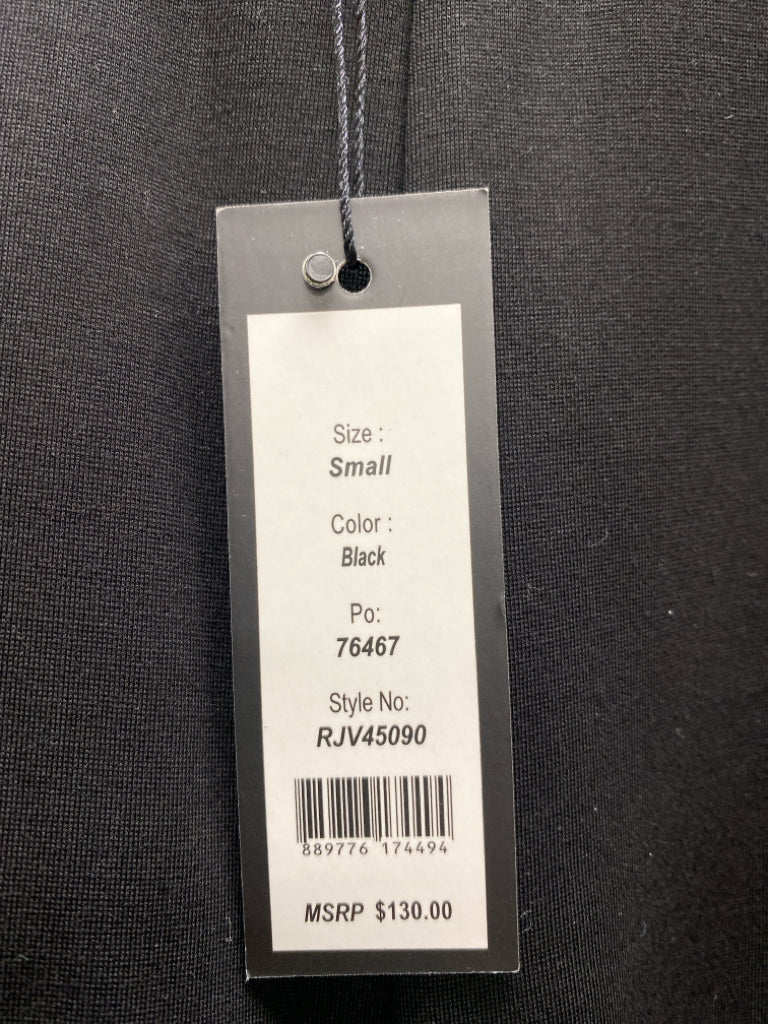 Size :
Small
Color :
Black
Po:
76467
Style No:
RJV45090
889776 174494
MSRP $130.00